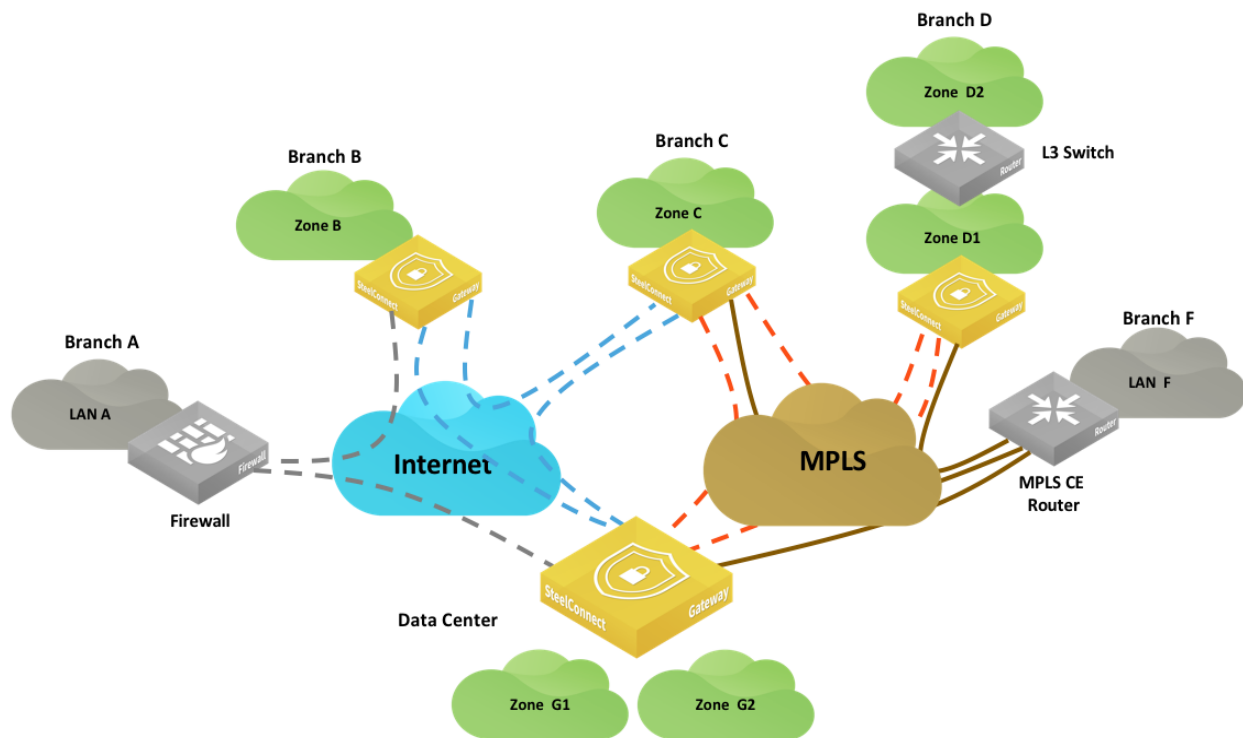 Branch D
Zone D2
Router
L3 Switch
Branch C
Zone C
SteelConnect
Gateway
Branch B
Zone B
SteelConnect
Gateway
Zone D1
SteelConnect
Gateway
Branch F
LAN F
Router
MPLS CE
Router
Branch A
LAN A
Firewall
Firewall
Internet
MPLS
SteelConnect
Gateway
Data Center
Zone G1
Zone G2